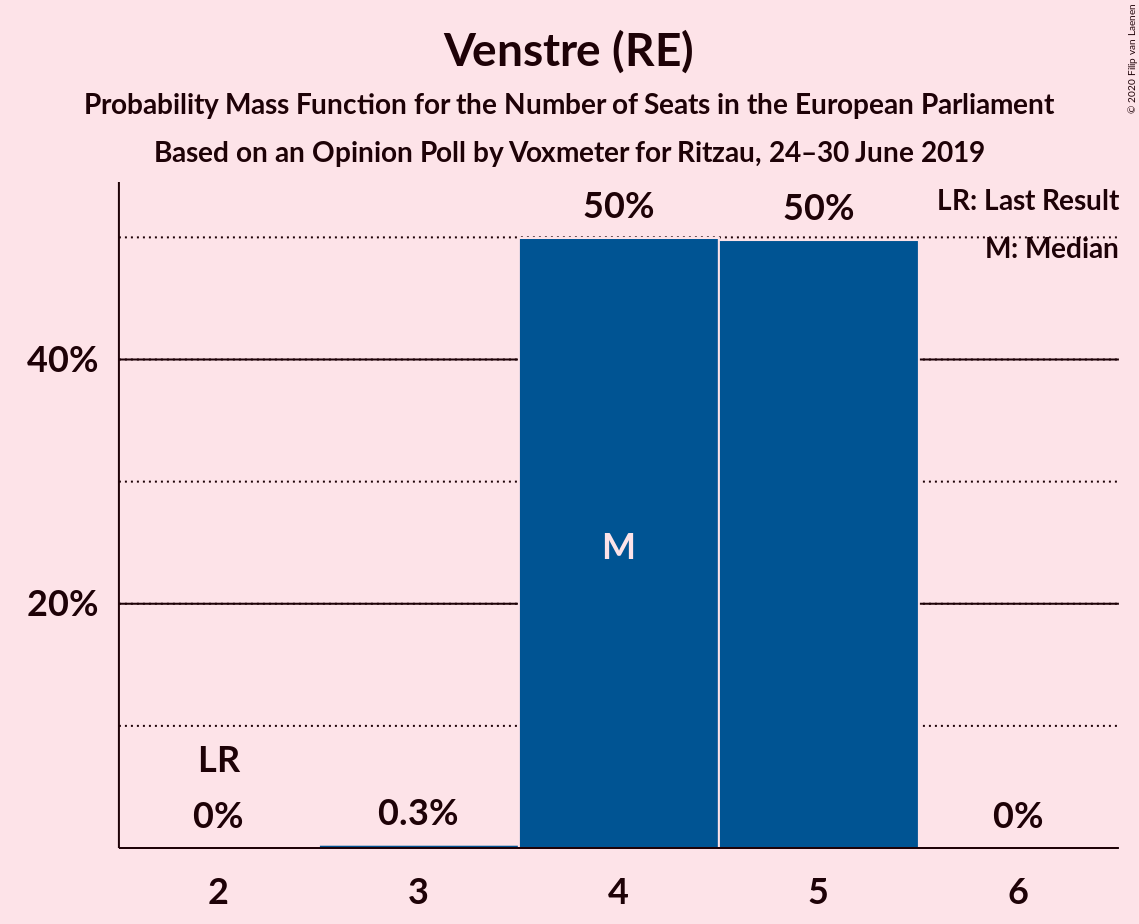 Venstre (RE)
Probability Mass Function for the Number of Seats in the European Parliament
Based on an Opinion Poll by Voxmeter for Ritzau, 24–30 June 2019
© 2020 Filip van Laenen
LR: Last Result
M: Median
50%
50%
40%
20%
M
LR
0%
0.3%
0%
2
3
4
5
6